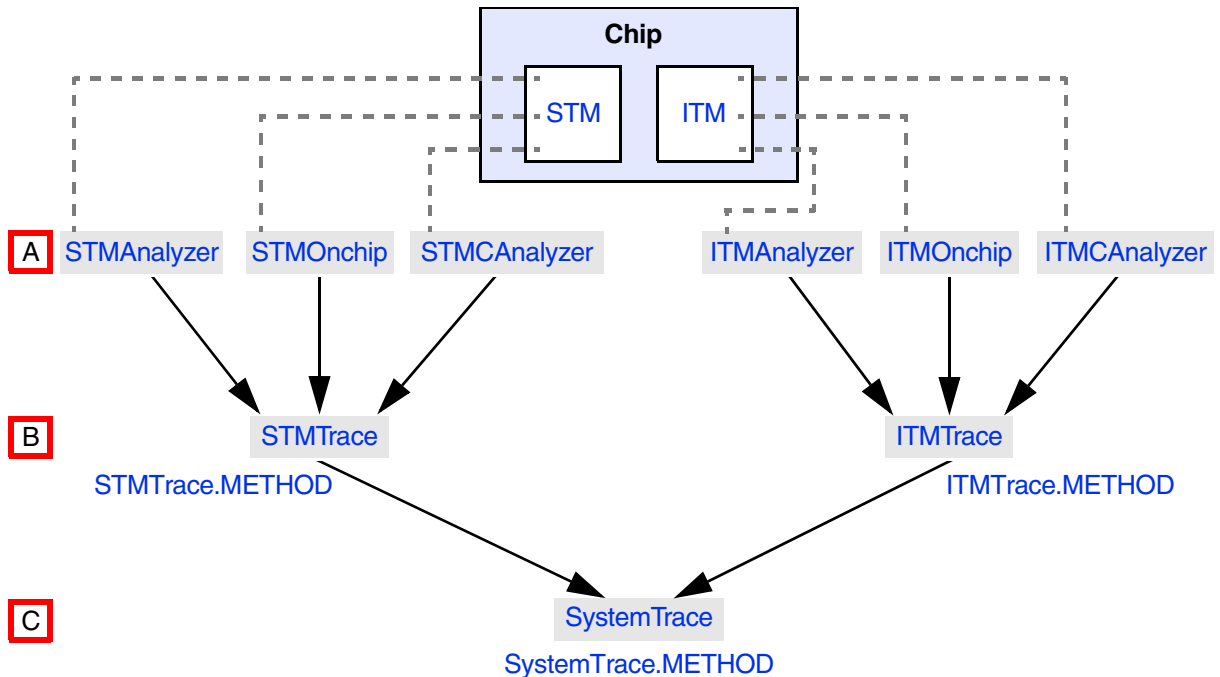 Chip
STM ITM
A STMAnalyzer STMOnchip STMCAnalyzer ITMAnalyzer ITMOnchip ITMCAnalyzer
B STMTrace ITMTrace
STMTrace.METHOD ITMTrace.METHOD
C SystemTrace
SystemTrace.METHOD